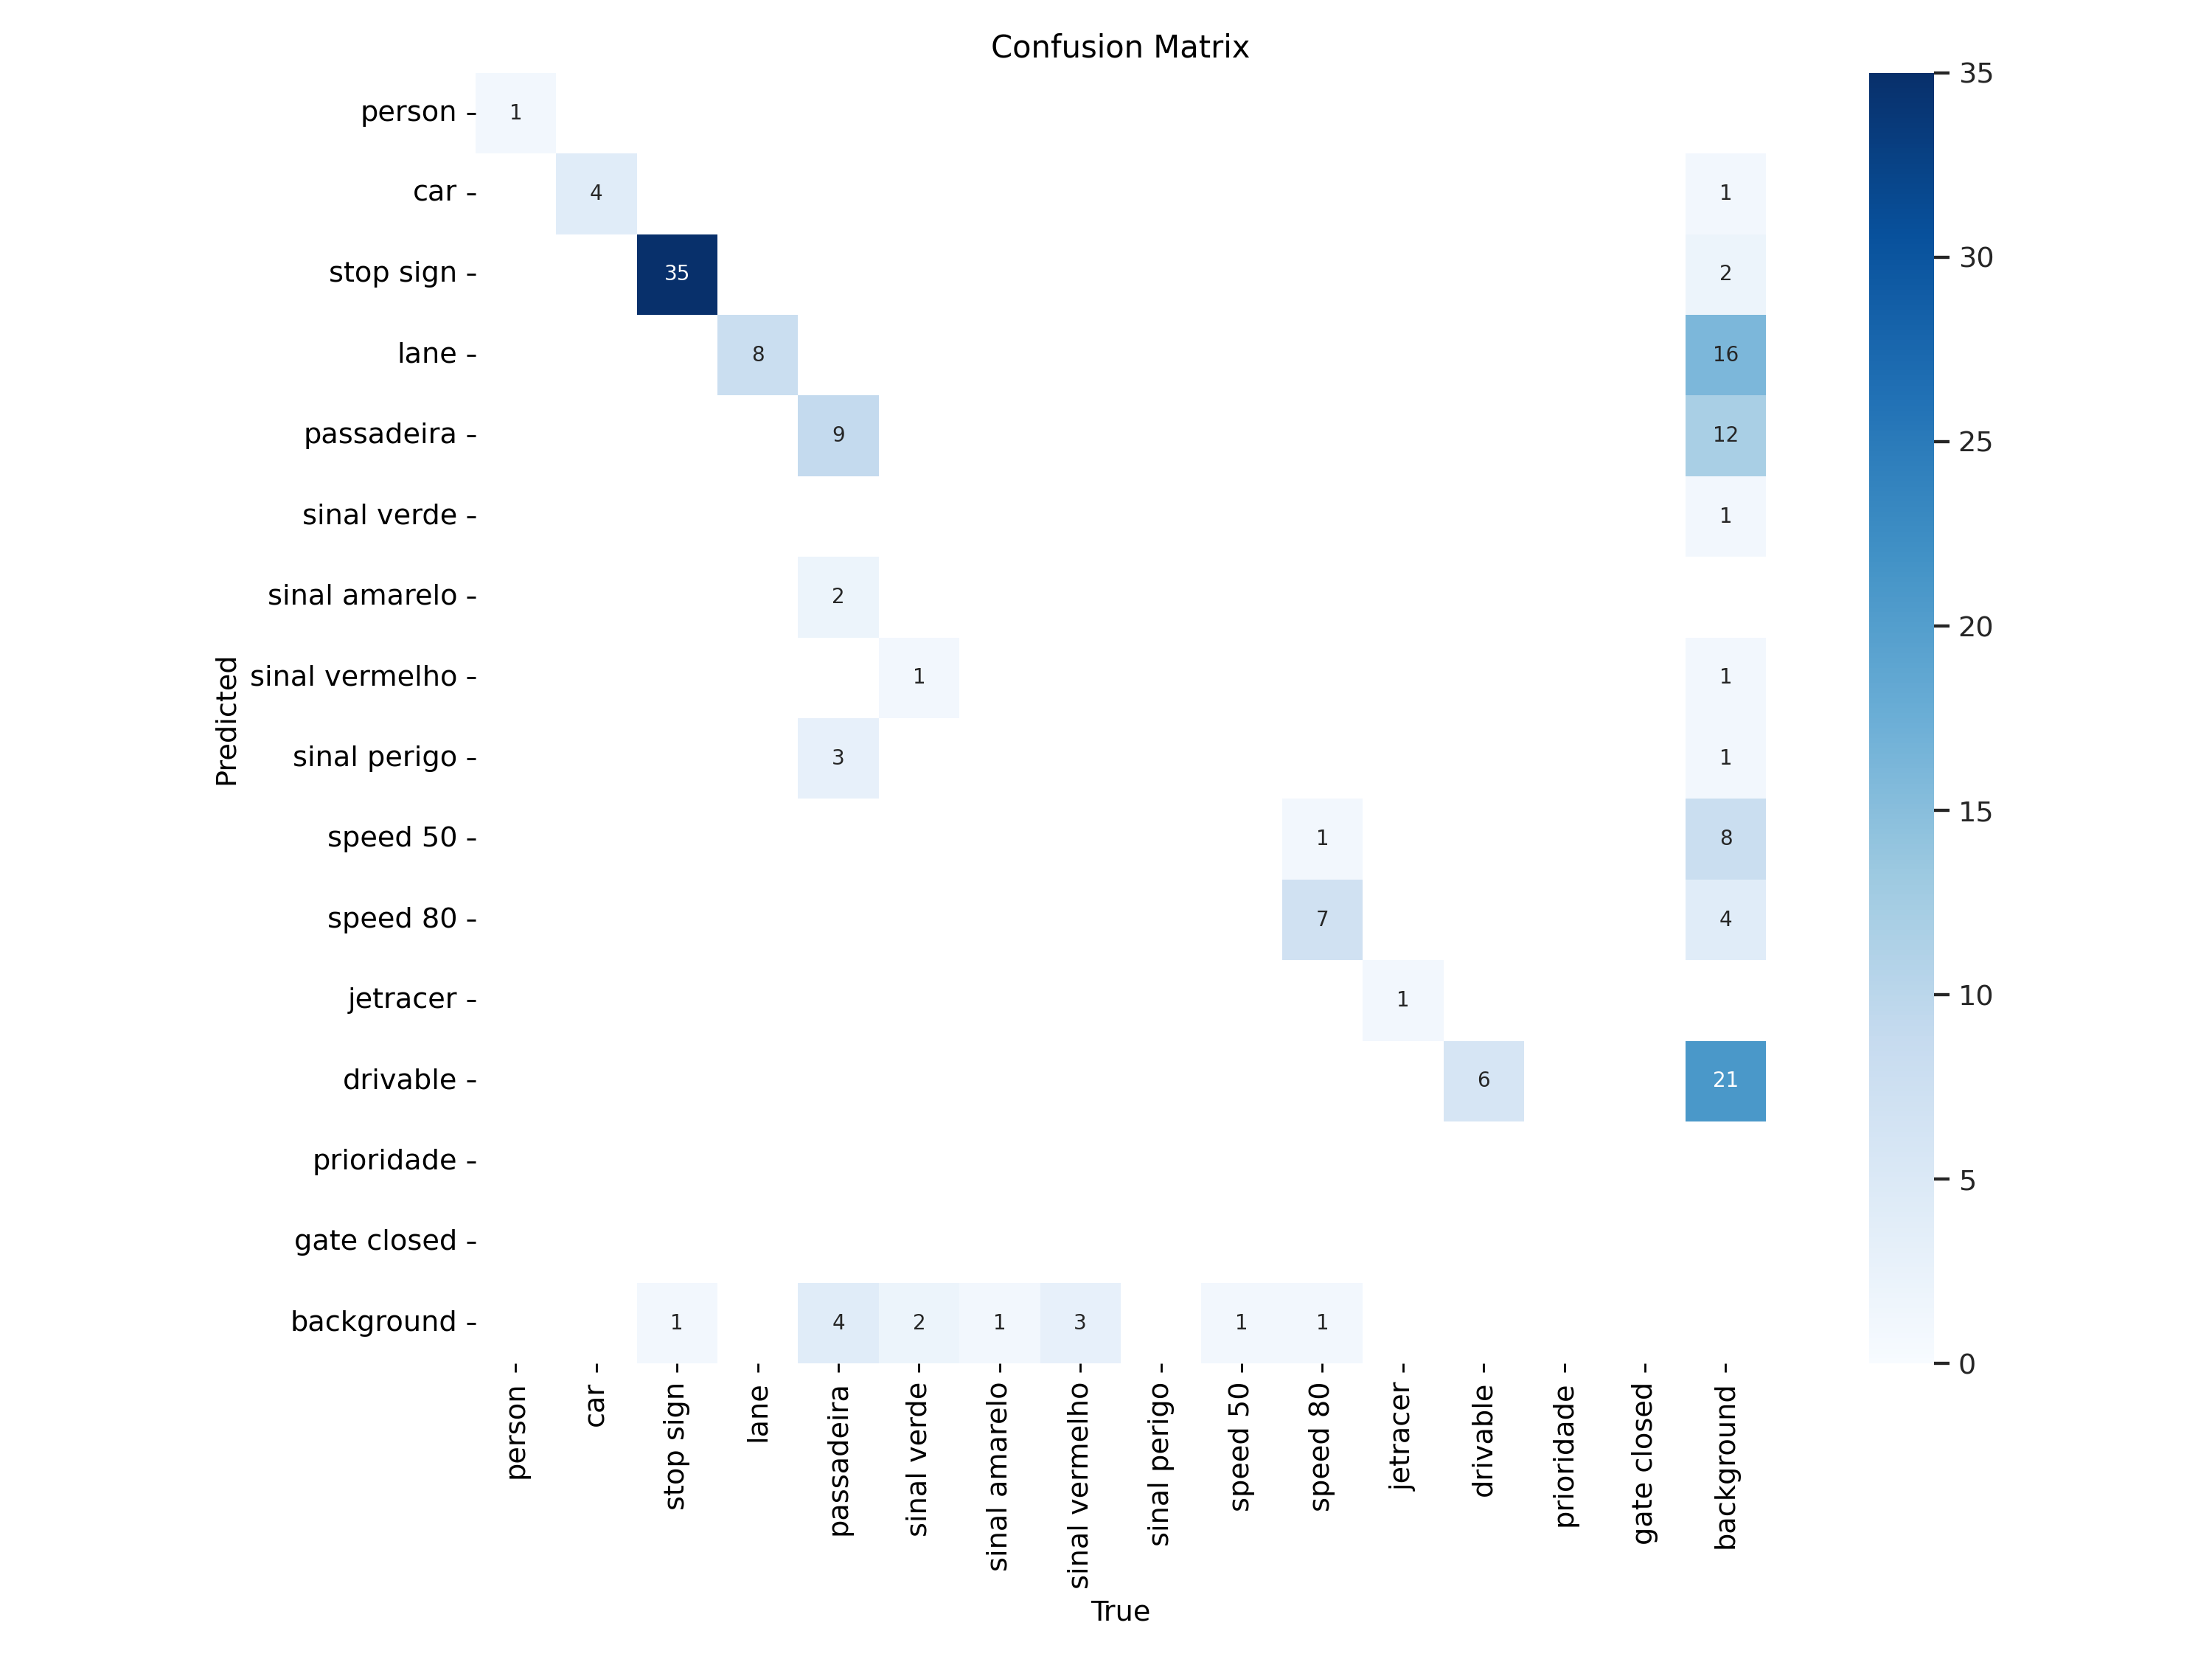 Confusion Matrix
person 1
car 4 1
stop sign 35 2
lane 8 16
passadeira 9 12
sinal verde 1
sinal amarelo 2
sinal vermelho 1 1
sinal perigo 3 1
speed 50 1 8
speed 80 7 4
jetracer 1
drivable 6 21
prioridade
gate closed
background 1 4 2 1 3 1 1
Predicted
person car stop sign lane passadeira sinal verde sinal amarelo sinal vermelho sinal perigo speed 50 speed 80 jetracer drivable prioridade gate closed background
True
35
30
25
20
15
10
5
0